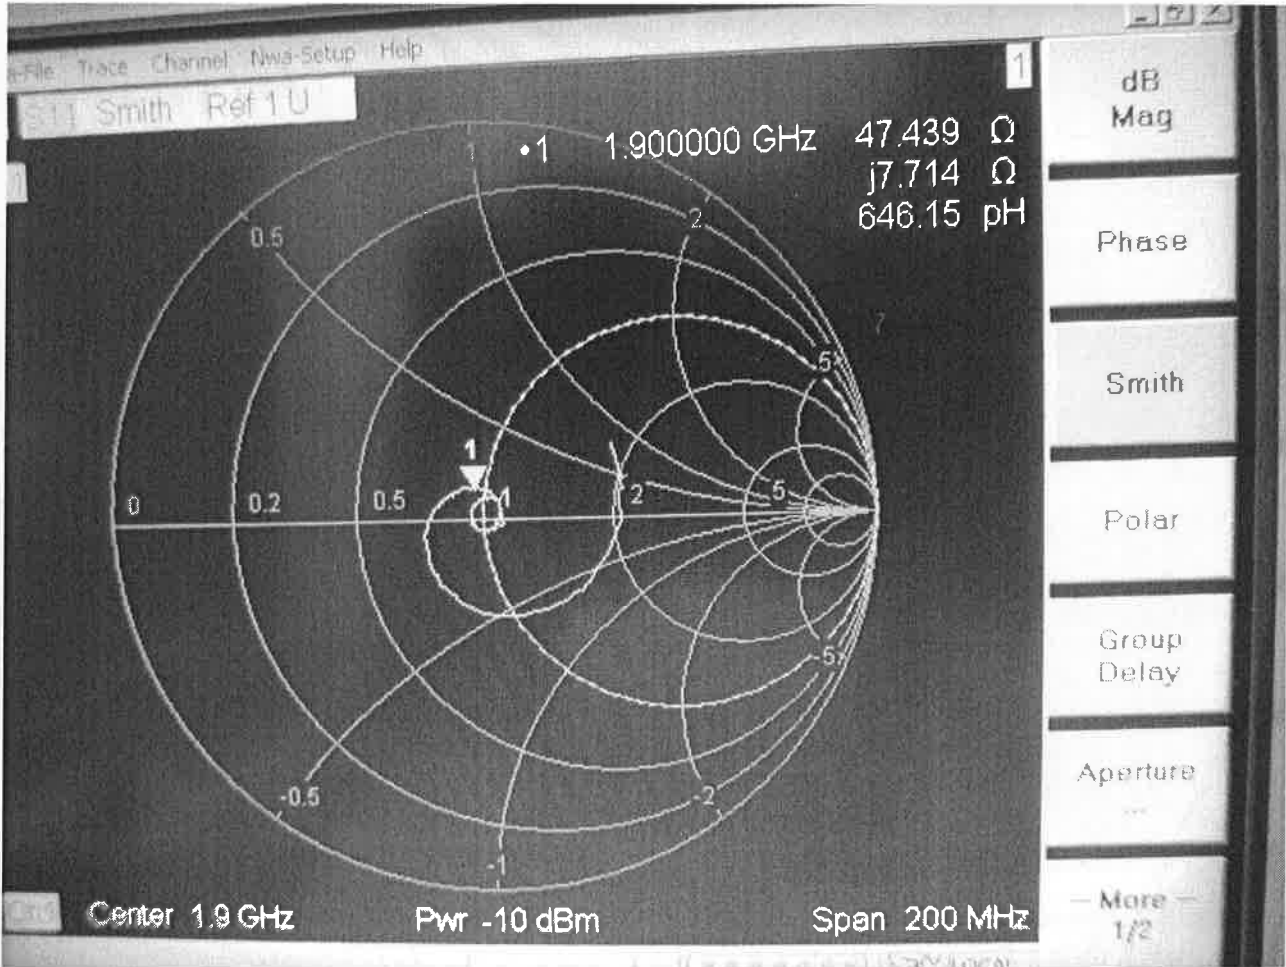 File Trace Channel Nwa-Setup Help
S11 Smith Ref 1 U
1
•1 1.900000 GHz 47.439 Ω
j7.714 Ω
646.15 pH
1
0.5
2
5
1
0
0.2
0.5
1
2
5
-5
-0.5
-2
-1
Center 1.9 GHz
Pwr -10 dBm
Span 200 MHz
dB
Mag
Phase
Smith
Polar
Group
Delay
Aperture
...
— More —
1/2